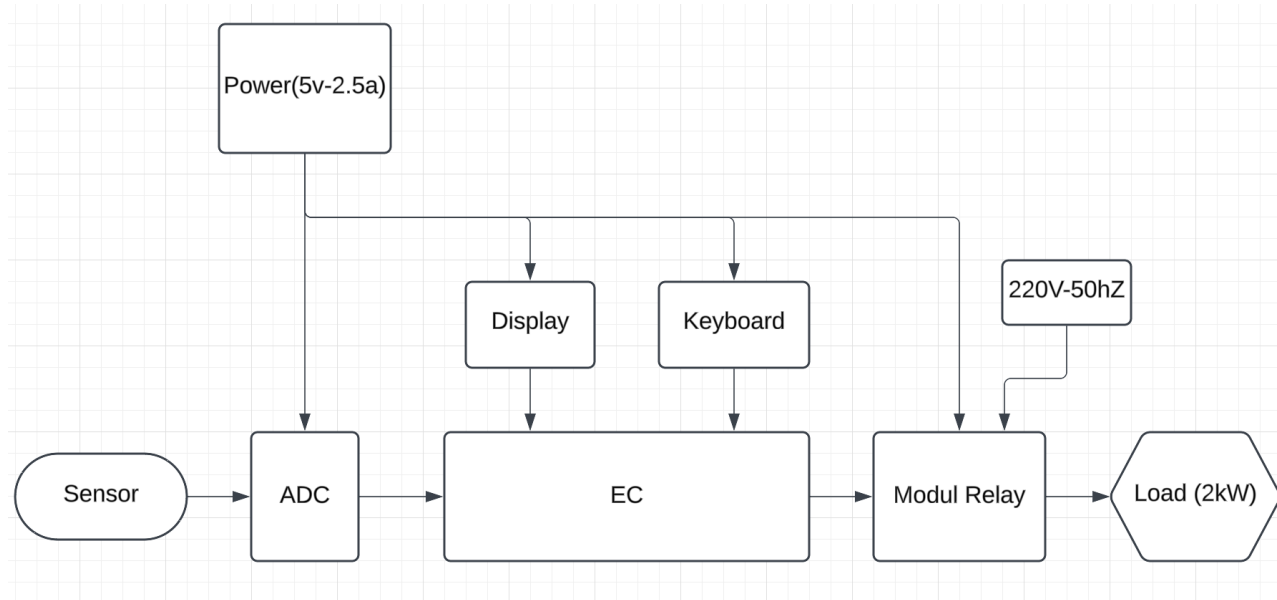 Power(5v-2.5a)
220V-50hZ
Display
Keyboard
Sensor
ADC
EC
Modul Relay
Load (2kW)